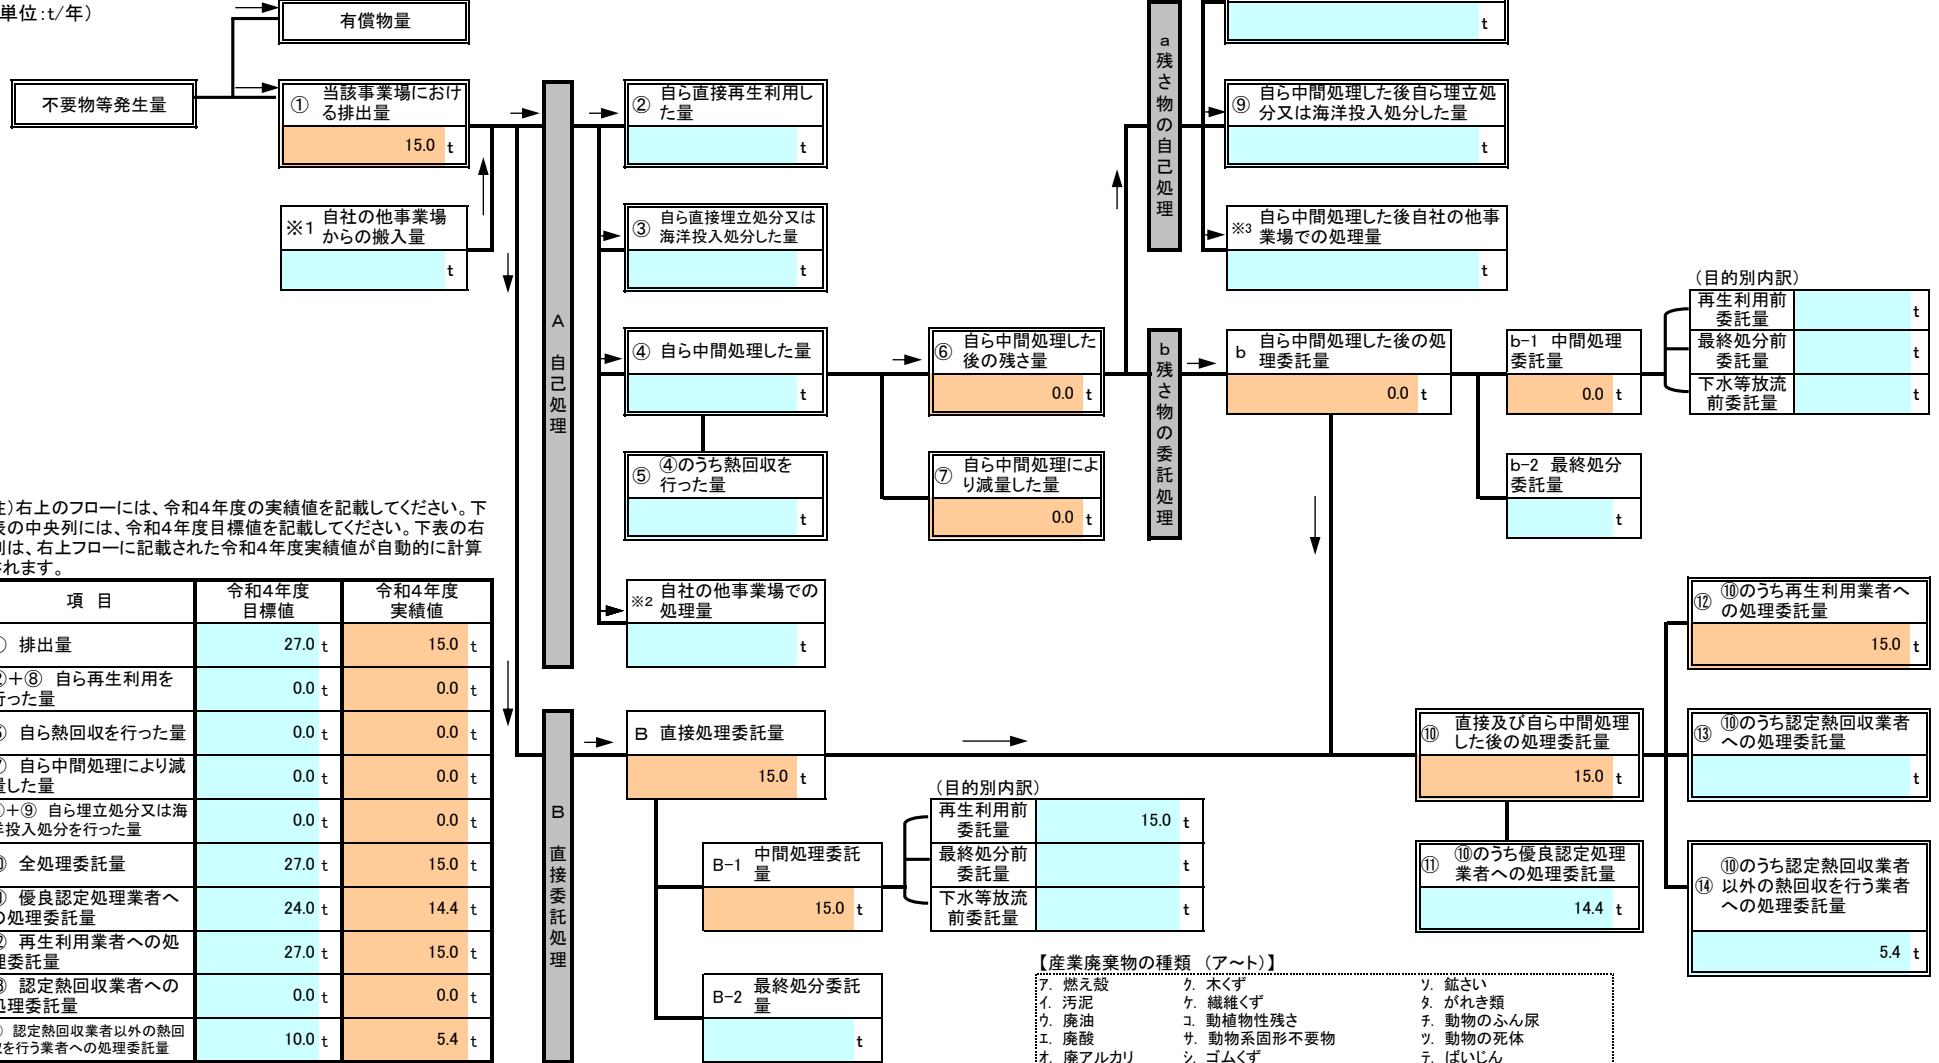 単位:t/年）
有償物量
不要物等発生量
① 当該事業場におけ
る排出量
15.0 t
※1 自社の他事業場
からの搬入量
t
A 自己処理
② 自ら直接再生利用し
た量
t
③ 自ら直接埋立処分又は
海洋投入処分した量
t
④ 自ら中間処理した量
t
⑤ ④のうち熱回収を
行った量
t
※2 自社の他事業場での
処理量
t
⑥ 自ら中間処理した
後の残さ量
0.0 t
⑦ 自ら中間処理によ
り減量した量
0.0 t
a 残さ物の自己処理
t
⑨ 自ら中間処理した後自ら埋立処
分又は海洋投入処分した量
t
※3 自ら中間処理した後自社の他事
業場での処理量
t
b 残さ物の委託処理
b 自ら中間処理した後の処
理委託量
0.0 t
b-1 中間処理
委託量
0.0 t
b-2 最終処分
委託量
t
（目的別内訳）
再生利用前
委託量 t
最終処分前
委託量 t
下水等放流
前委託量 t
注）右上のフローには、令和4年度の実績値を記載してください。下
表の中央列には、令和4年度目標値を記載してください。下表の右
列は、右上フローに記載された令和4年度実績値が自動的に計算
されます。
項 目 令和4年度
目標値 令和4年度
実績値
排出量 27.0 t 15.0 t
②+⑧ 自ら再生利用を
行った量 0.0 t 0.0 t
自ら熱回収を行った量 0.0 t 0.0 t
自ら中間処理により減
量した量 0.0 t 0.0 t
+⑨ 自ら埋立処分又は海
洋投入処分を行った量 0.0 t 0.0 t
全処理委託量 27.0 t 15.0 t
優良認定処理業者へ
の処理委託量 24.0 t 14.4 t
再生利用業者への処
理委託量 27.0 t 15.0 t
認定熱回収業者への
処理委託量 0.0 t 0.0 t
認定熱回収業者以外の熱回
収を行う業者への処理委託量 10.0 t 5.4 t
B 直接委託処理
B 直接処理委託量
15.0 t
B-1 中間処理委託
量
15.0 t
B-2 最終処分委託
量
t
（目的別内訳）
再生利用前
委託量 15.0 t
最終処分前
委託量 t
下水等放流
前委託量 t
⑩ 直接及び自ら中間処理
した後の処理委託量
15.0 t
⑪ ⑩のうち優良認定処理
業者への処理委託量
14.4 t
⑫ ⑩のうち再生利用業者へ
の処理委託量
15.0 t
⑬ ⑩のうち認定熱回収業者
への処理委託量
t
⑭ ⑩のうち認定熱回収業者
以外の熱回収を行う業者
への処理委託量
5.4 t
【産業廃棄物の種類 （ア～ト）】
ｱ. 燃え殻 ｸ. 木くず ｿ. 鉱さい
ｲ. 汚泥 ｹ. 繊維くず ﾀ. がれき類
ｳ. 廃油 ｺ. 動植物性残さ ﾁ. 動物のふん尿
ｴ. 廃酸 ｻ. 動物系固形不要物 ﾂ. 動物の死体
ｵ. 廃アルカリ ｼ. ゴムくず ﾃ. ばいじん